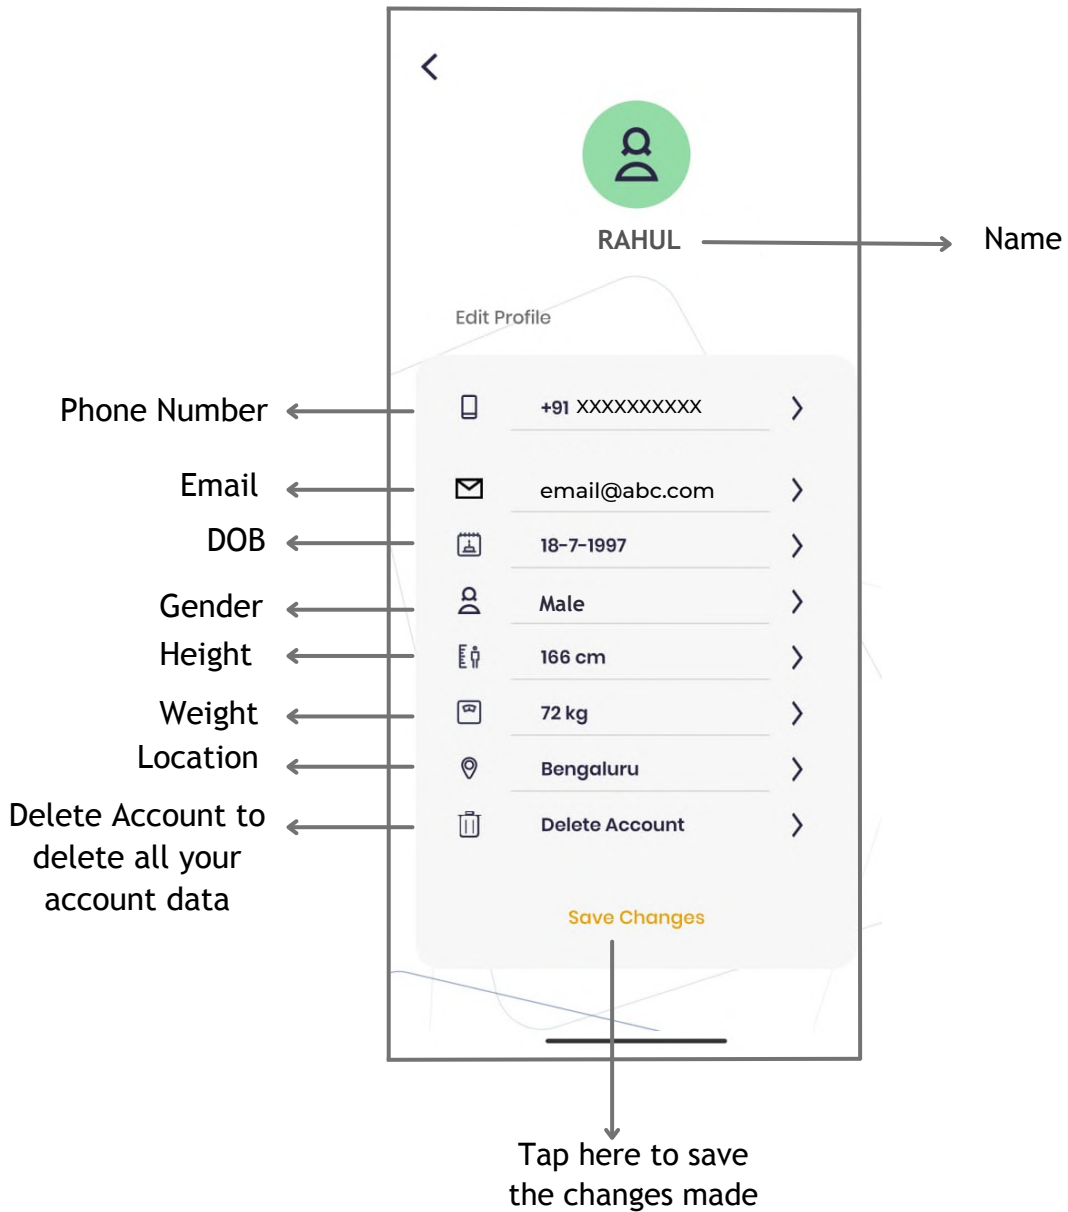 RAHUL
Name
Edit Profile
Phone Number
+91 XXXXXXXXXX
Email
email@abc.com
DOB
18-7-1997
Gender
Male
Height
166 cm
Weight
72 kg
Location
Bengaluru
Delete Account to
delete all your
account data
Delete Account
Save Changes
Tap here to save
the changes made